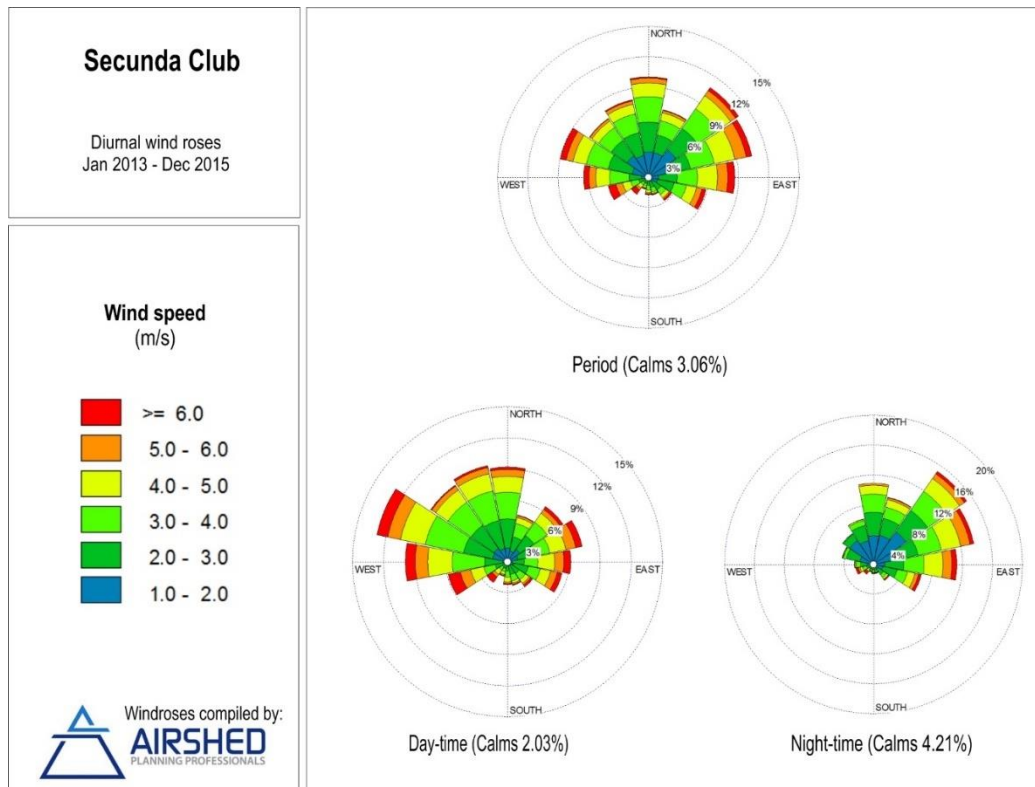 Secunda Club
Diurnal wind roses
Jan 2013 - Dec 2015
Wind speed
(m/s)
>= 6.0
5.0 - 6.0
4.0 - 5.0
3.0 - 4.0
2.0 - 3.0
1.0 - 2.0
Windroses compiled by:
AIRSHED
PLANNING PROFESSIONALS
NORTH
15%
12%
9%
6%
3%
WEST
EAST
SOUTH
Period (Calms 3.06%)
NORTH
15%
12%
9%
6%
3%
WEST
EAST
SOUTH
Day-time (Calms 2.03%)
NORTH
20%
16%
12%
8%
4%
WEST
EAST
SOUTH
Night-time (Calms 4.21%)